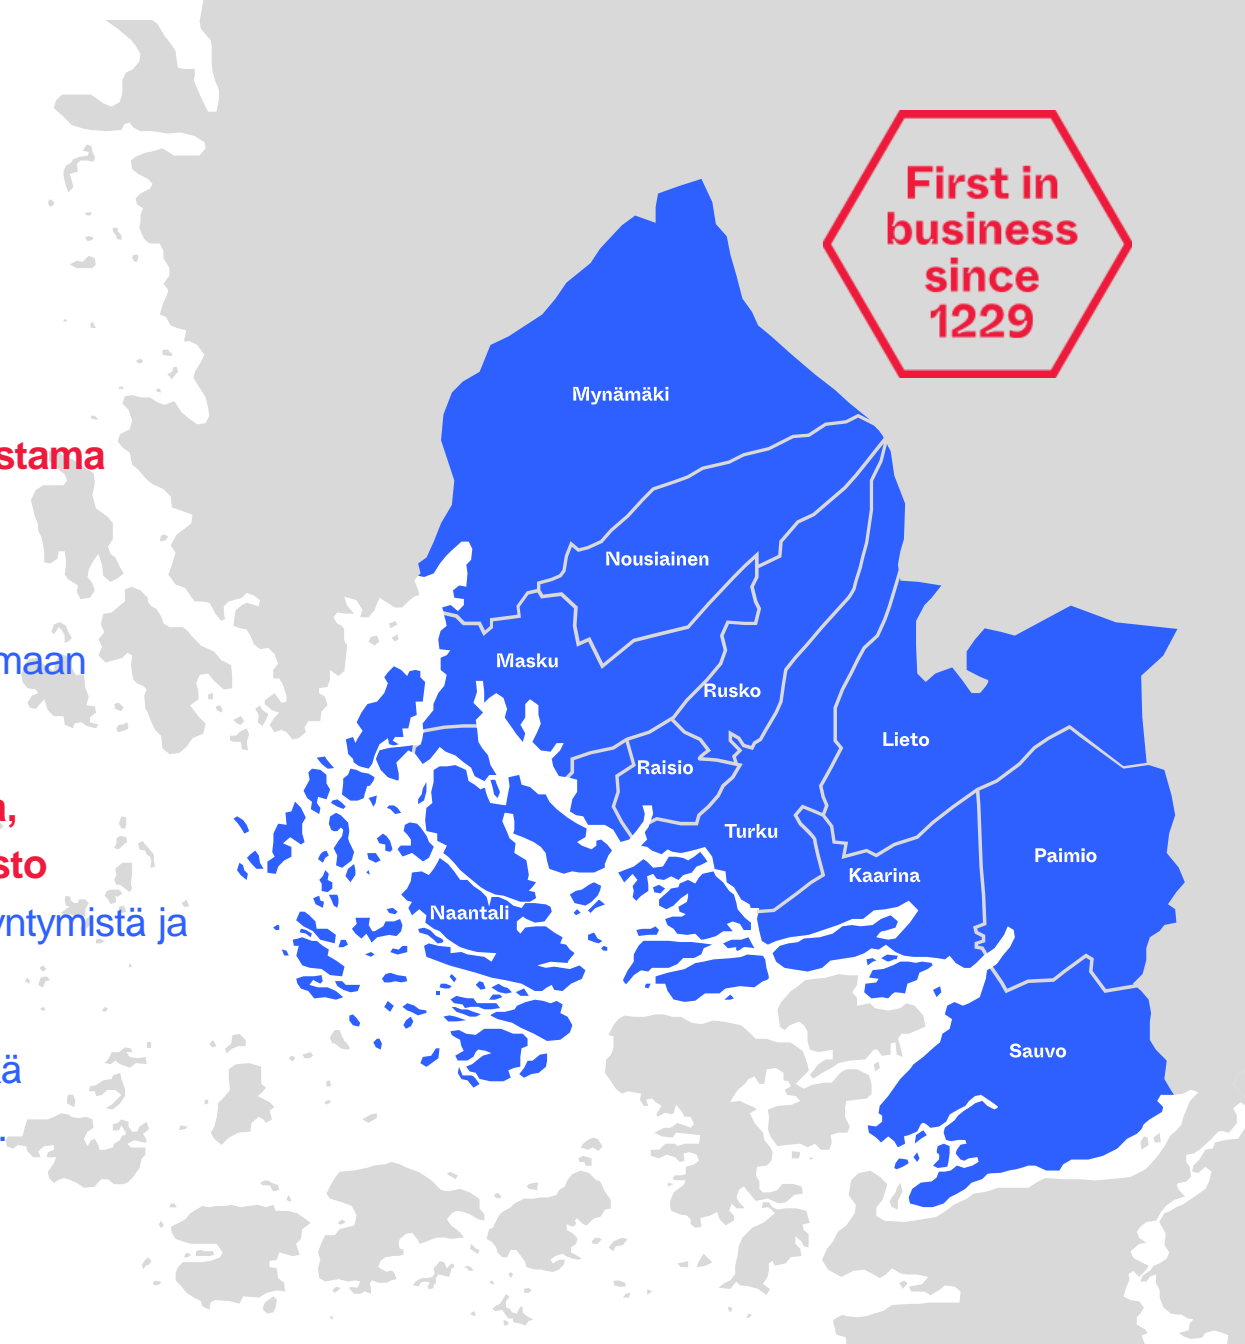 First in
business
since
1229
Mynämäki
stama
Nousiainen
maan
Masku
Rusko
Lieto
Raisio
Turku
Paimio
Kaarina
sto
Naantali
yntymistä ja
Sauvo
ä